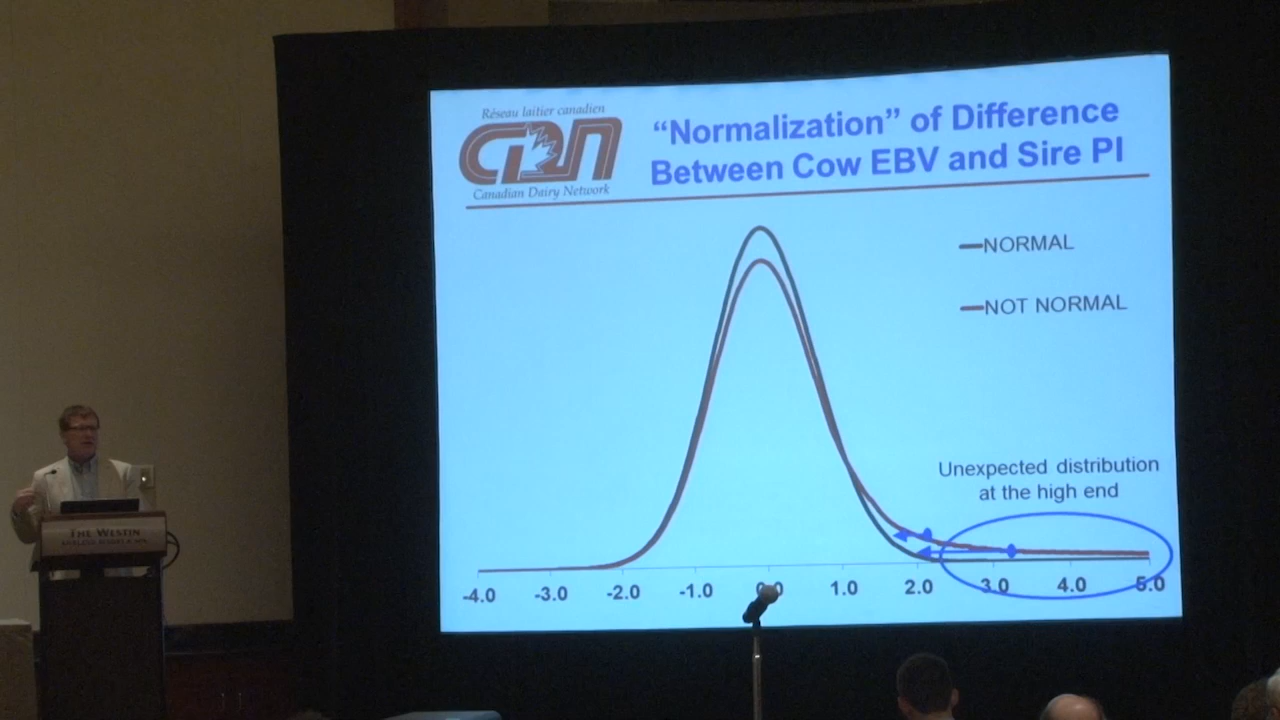 Réseau laitier canadien
CDN
Canadian Dairy Network
“Normalization” of Difference
Between Cow EBV and Sire PI
NORMAL
NOT NORMAL
Unexpected distribution
at the high end
-4.0 -3.0 -2.0 -1.0 0.0 1.0 2.0 3.0 4.0 5.0
THE WESTIN